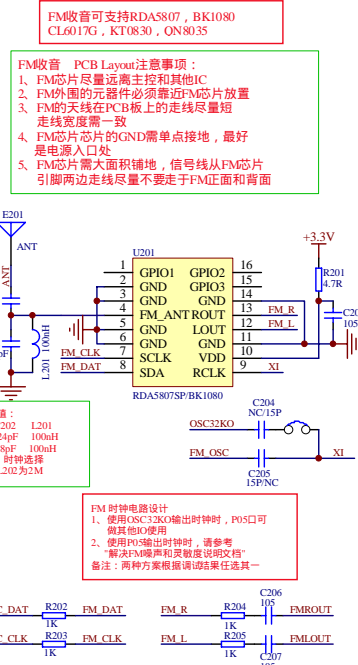 FM收音可支持RDA5807，BK1080
CL6017G，KT0830，QN8035
FM收音　PCB Layout注意事项：
1、FM芯片尽量远离主控和其他IC
2、FM外围的元器件必须靠近FM芯片放置
3、FM的天线在PCB板上的走线尽量短
走线宽度需一致
4、FM芯片芯片的GND需单点接地，最好
是电源入口处
5、FM芯片需大面积铺地，信号线从FM芯片
引脚两边走线尽量不要走于FM正面和背面
E201
ANT
ANT
U201
1 GPIO1 GPIO2 16
2 GND GPIO3 15
3 GND GND 14
4 FM_ANT ROUT 13 FM_R
5 GND LOUT 12 FM_L
6 GND GND 11
FM_CLK 7 SCLK VDD 10
FM_DAT 8 SDA RCLK 9 XI
RDA5807SP/BK1080
+3.3V
R201
4.7R
105
L201 100nH
pF
值：
202 L201
24pF 100nH
8pF 100nH
时钟选择
L202为2M
C204
NC/15P
OSC32KO
FM_OSC
XI
C205
15P/NC
FM 时钟电路设计
1、 使用OSC32KO输出时钟时，P05口可
做其他IO使用
2、 使用P05输出时钟时，请参考
"解决FM噪声和灵敏度说明文档"
备注：两种方案根据调试结果任选其一
C_DAT R202 FM_DAT
1K
C_CLK R203 FM_CLK
1K
FM_R R204 C206 FMROUT
1K 105
FM_L R205 FMLOUT
1K C207
105